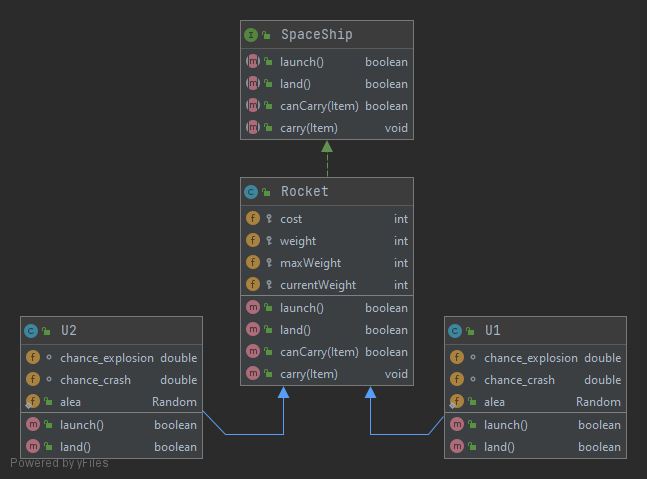 I SpaceShip
m launch() boolean
m land() boolean
m canCarry(Item) boolean
m carry(Item) void
C Rocket
f cost int
f weight int
f maxWeight int
f currentWeight int
m launch() boolean
m land() boolean
m canCarry(Item) boolean
m carry(Item) void
C U2
f chance_explosion double
f chance_crash double
f alea Random
m launch() boolean
m land() boolean
C U1
f chance_explosion double
f chance_crash double
f alea Random
m launch() boolean
m land() boolean
Powered by yFiles